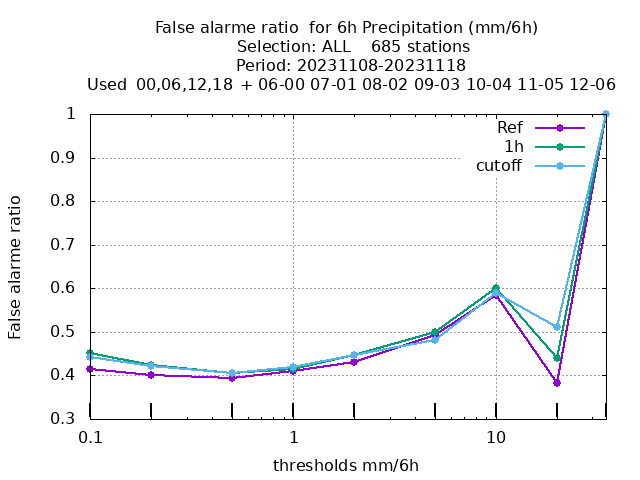 False alarme ratio  for 6h Precipitation (mm/6h)
Selection: ALL    685 stations
Period: 20231108-20231118
Used  00,06,12,18  + 06-00 07-01 08-02 09-03 10-04 11-05 12-06
False alarme ratio
1
0.9
0.8
0.7
0.6
0.5
0.4
0.3
Ref
1h
cutoff
0.1
1
10
thresholds mm/6h